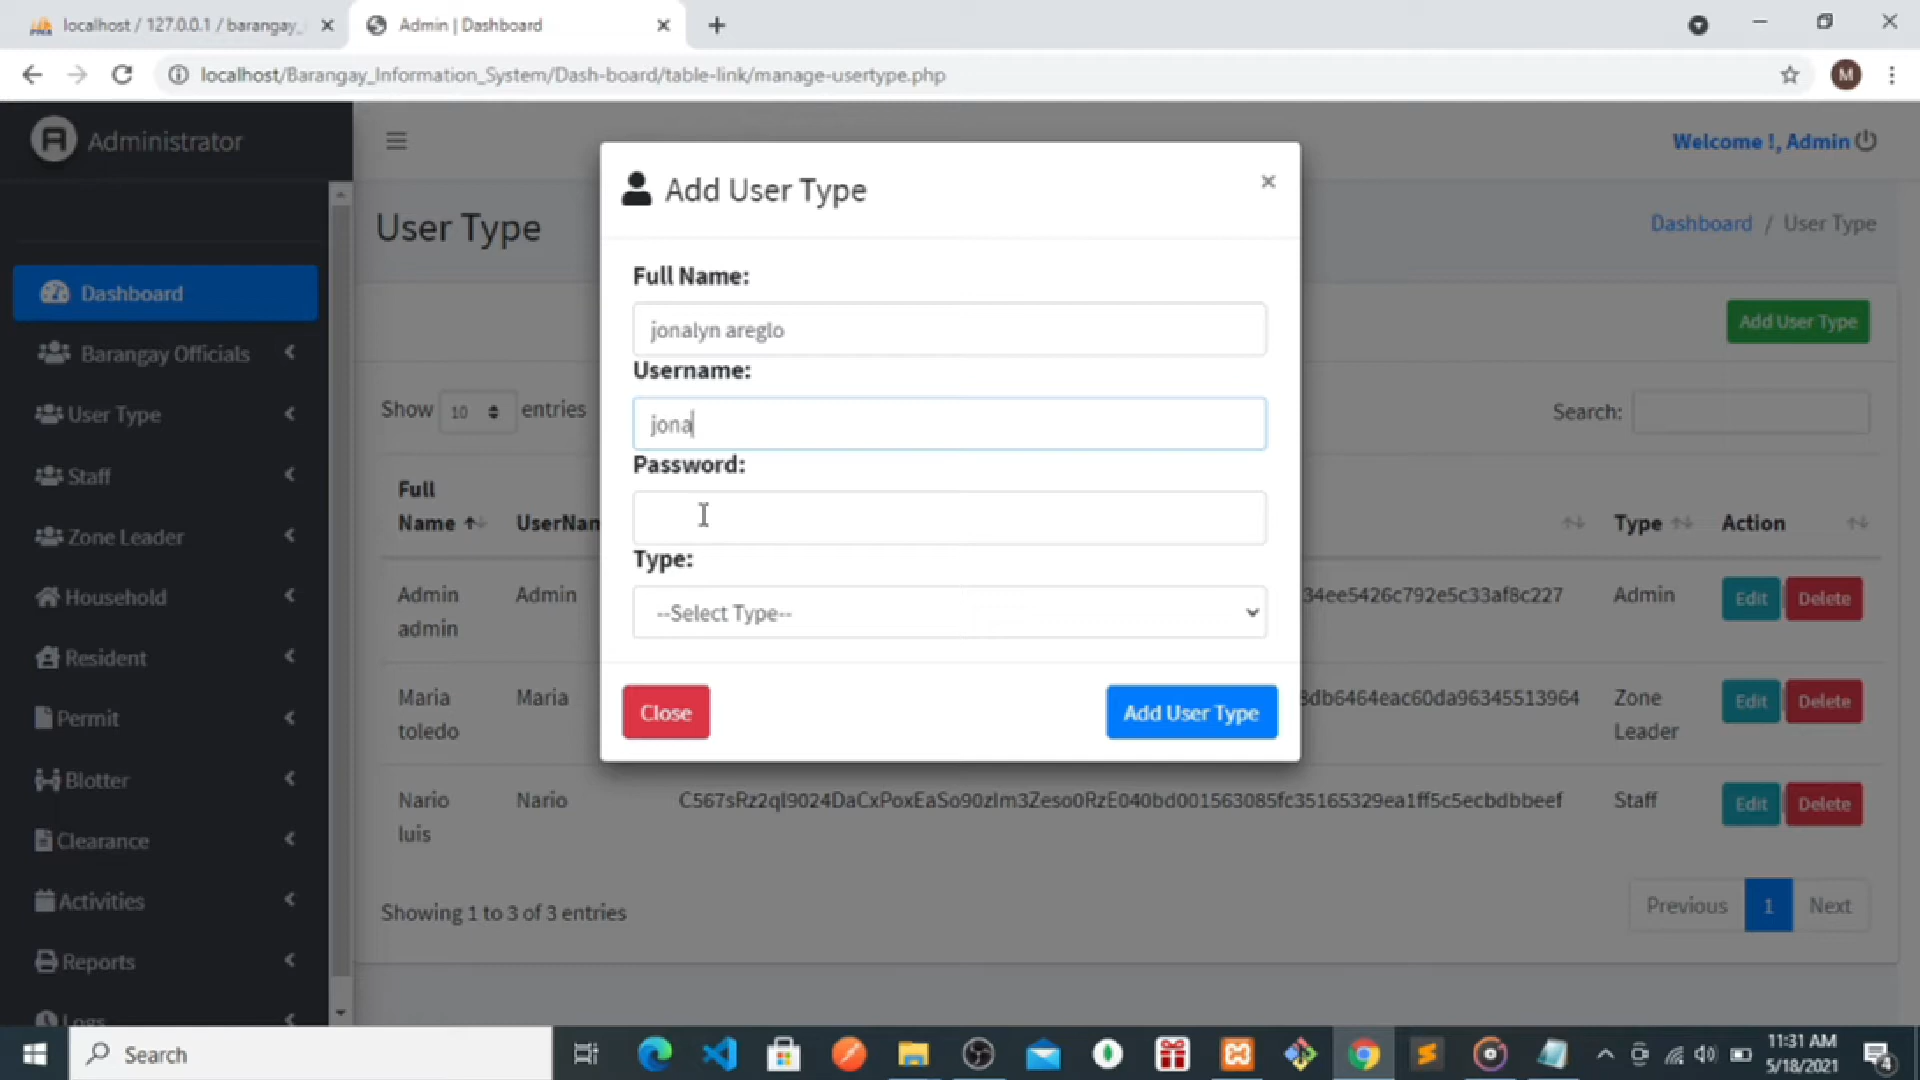 localhost / 127.0.0.1 / barangay_
Admin | Dashboard
localhost/Barangay_Information_System/Dash-board/table-link/manage-usertype.php
M
Administrator
Welcome !, Admin
User Type
Dashboard / User Type
Add User Type
Full Name:
jonalyn areglo
Username:
jona
Password:
Type:
--Select Type--
Close
Add User Type
Dashboard
Barangay Officials
User Type
Staff
Zone Leader
Household
Resident
Permit
Blotter
Clearance
Activities
Reports
Logs
Add User Type
Show 10 entries
Search:
Full Name
UserNan
Type
Action
Admin admin
Admin
34ee5426c792e5c33af8c227
Admin
Edit
Delete
Maria toledo
Maria
8db6464eac60da96345513964
Zone Leader
Edit
Delete
Nario luis
Nario
C567sRz2ql9024DaCxPoxEaSo90zlm3Zeso0RzE040bd001563085fc35165329ea1ff5c5ecbdbbeef
Staff
Edit
Delete
Showing 1 to 3 of 3 entries
Previous
1
Next
Search
11:31 AM
5/18/2021
4